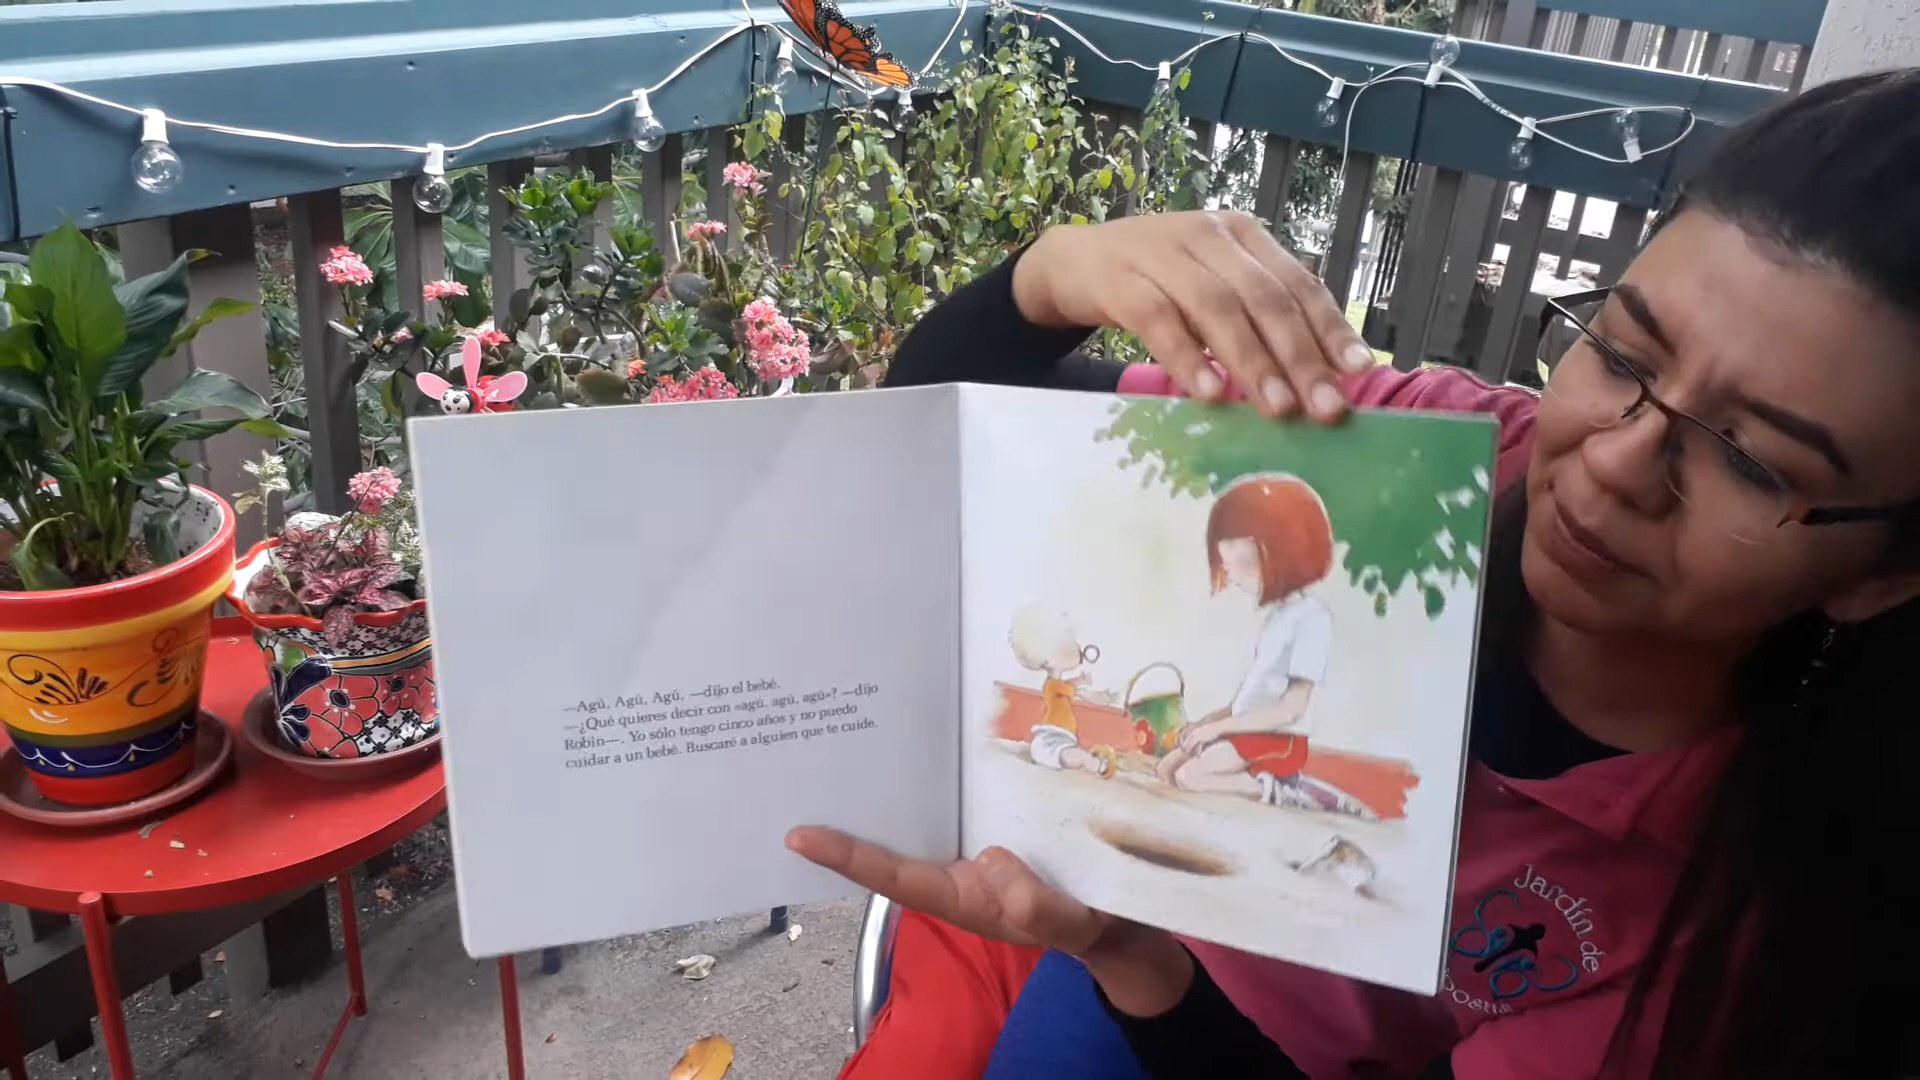 —Agú, Agú, Agú, —dijo el bebé.
—¿Qué quieres decir con «agú, agú, agú»? —dijo
Robin—. Yo sólo tengo cinco años y no puedo
cuidar a un bebé. Buscaré a alguien que te cuide.
Jardín de